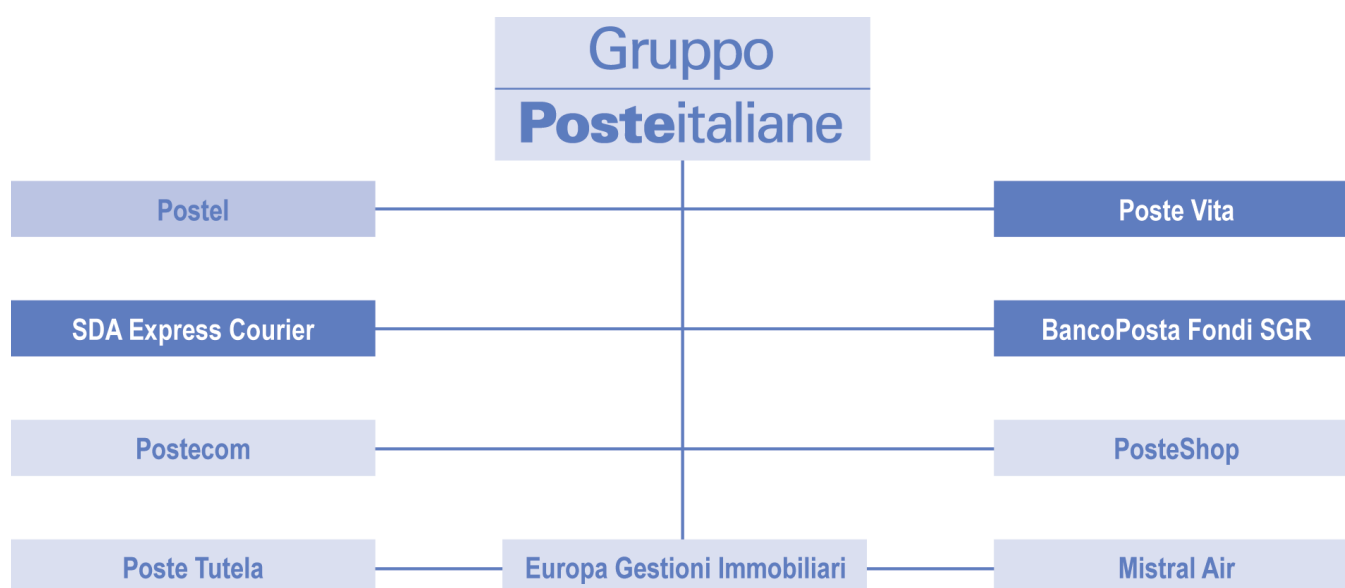 Gruppo
Posteitaliane
Postel
Poste Vita
SDA Express Courier
BancoPosta Fondi SGR
Postecom
PosteShop
Poste Tutela
Europa Gestioni Immobiliari
Mistral Air